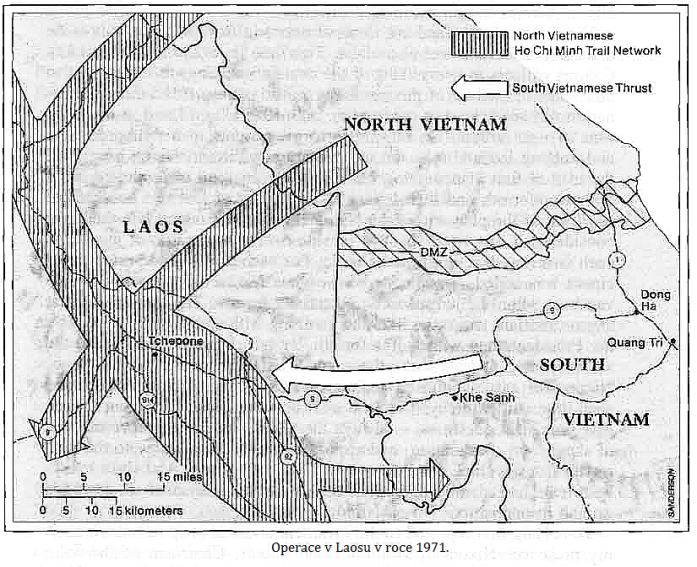 North Vietnamese
Ho Chi Minh Trail Network
South Vietnamese Thrust
NORTH VIETNAM
LAOS
DMZ
1
Dong
Ha
9
Quang Tri
Tchepone
SOUTH
9
Khe Sanh
VIETNAM
914
9
92
0 5 10 15 miles
0 5 10 15 kilometers
SANDERSON
Operace v Laosu v roce 1971.